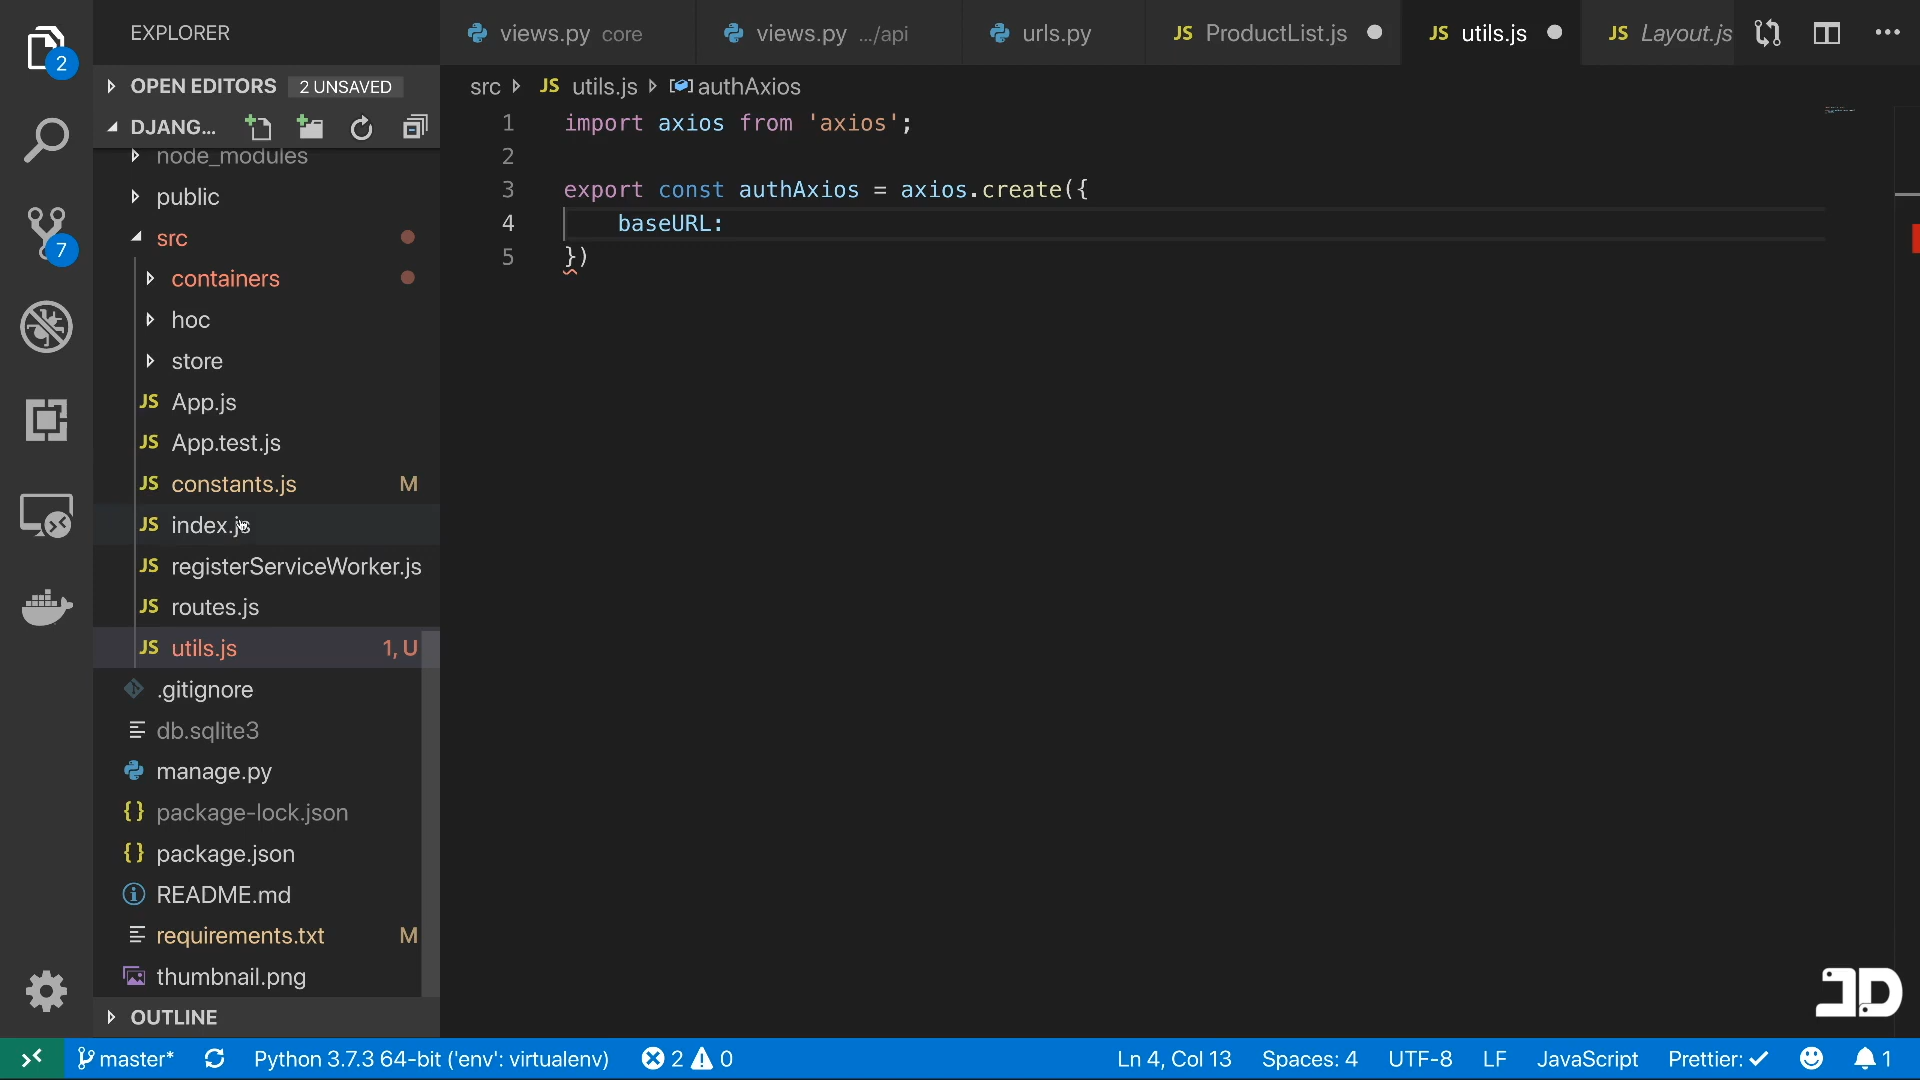 EXPLORER
views.py core
views.py .../api
urls.py
JS ProductList.js
JS utils.js
JS Layout.js
2
OPEN EDITORS 2 UNSAVED
DJANG...
node_modules
public
src
containers
hoc
store
JS App.js
JS App.test.js
JS constants.js M
JS index.js
JS registerServiceWorker.js
JS routes.js
JS utils.js 1, U
.gitignore
db.sqlite3
manage.py
{ } package-lock.json
{ } package.json
README.md
requirements.txt M
thumbnail.png
OUTLINE
7
src JS utils.js authAxios
1 import axios from 'axios';
2
3 export const authAxios = axios.create({
4 baseURL:
5 })
JD
master* Python 3.7.3 64-bit ('env': virtualenv) 2 0 Ln 4, Col 13 Spaces: 4 UTF-8 LF JavaScript Prettier: 1